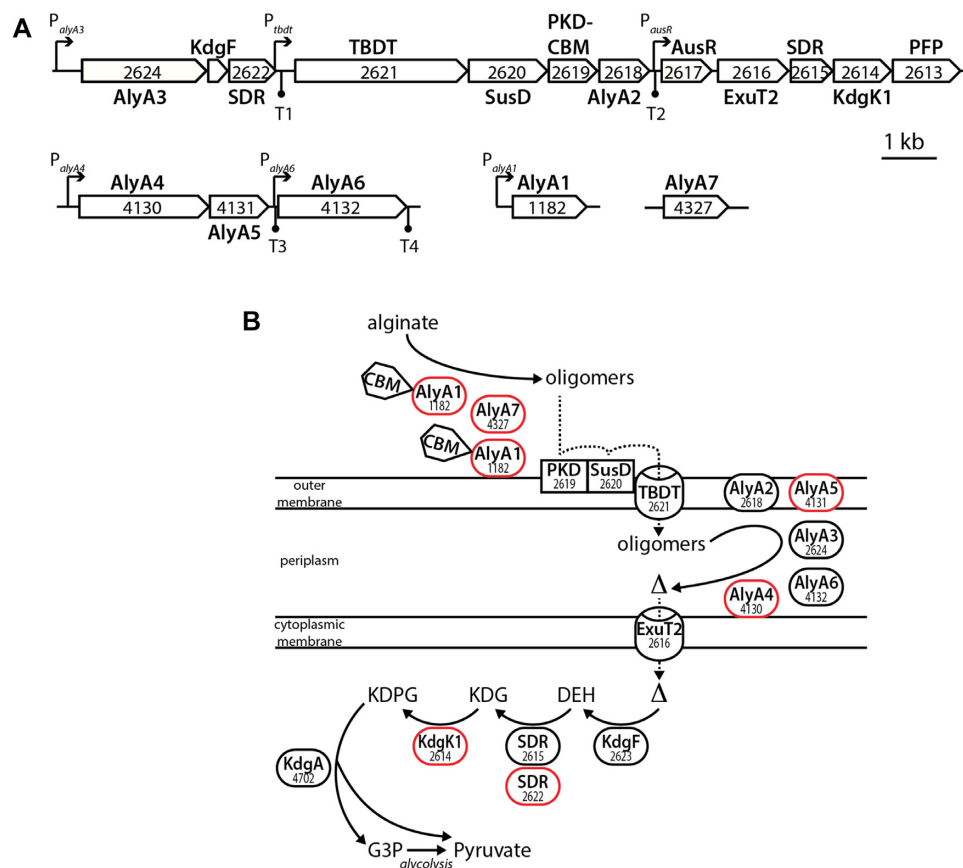 A
P alyA3
KdgF
P tbdt
TBDT
PKD-
CBM
P ausR
AusR
SDR
PFP
2624
2622
2621
2620
2619
2618
2617
2616
2615
2614
2613
AlyA3
SDR
T1
SusD
AlyA2
T2
ExuT2
KdgK1
1 kb
P alyA4
AlyA4
P alyA6
AlyA6
P alyA1
AlyA1
AlyA7
4130
4131
4132
1182
4327
AlyA5
T3
T4
B
alginate
oligomers
CBM
AlyA1
1182
AlyA7
4327
CBM
AlyA1
1182
PKD
2619
SusD
2620
outer
membrane
TBDT
2621
AlyA2
2618
AlyA5
4131
oligomers
AlyA3
2624
periplasm
Δ
AlyA6
4132
AlyA4
4130
cytoplasmic
membrane
ExuT2
2616
KDPG
KDG
DEH
Δ
KdgK1
2614
SDR
2615
KdgF
2623
SDR
2622
KdgA
4702
G3P
glycolysis
Pyruvate